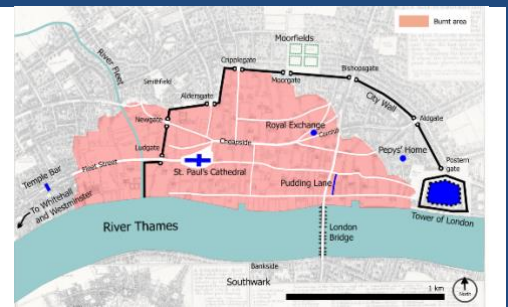 Burnt area
Moorfields
River Fleet
Cripplegate
Bishopsgate
Smithfield
Moorgate
Aldersgate
City Wall
Newgate
Royal Exchange
Aldgate
Cornhill
Cheapside
Ludgate
Pepys' Home
Postern
gate
Temple Bar
Fleet Street
St. Paul's Cathedral
Pudding Lane
To Whitehall
and Westminster
Tower of London
River Thames
London
Bridge
Bankside
Southwark
1 km
North